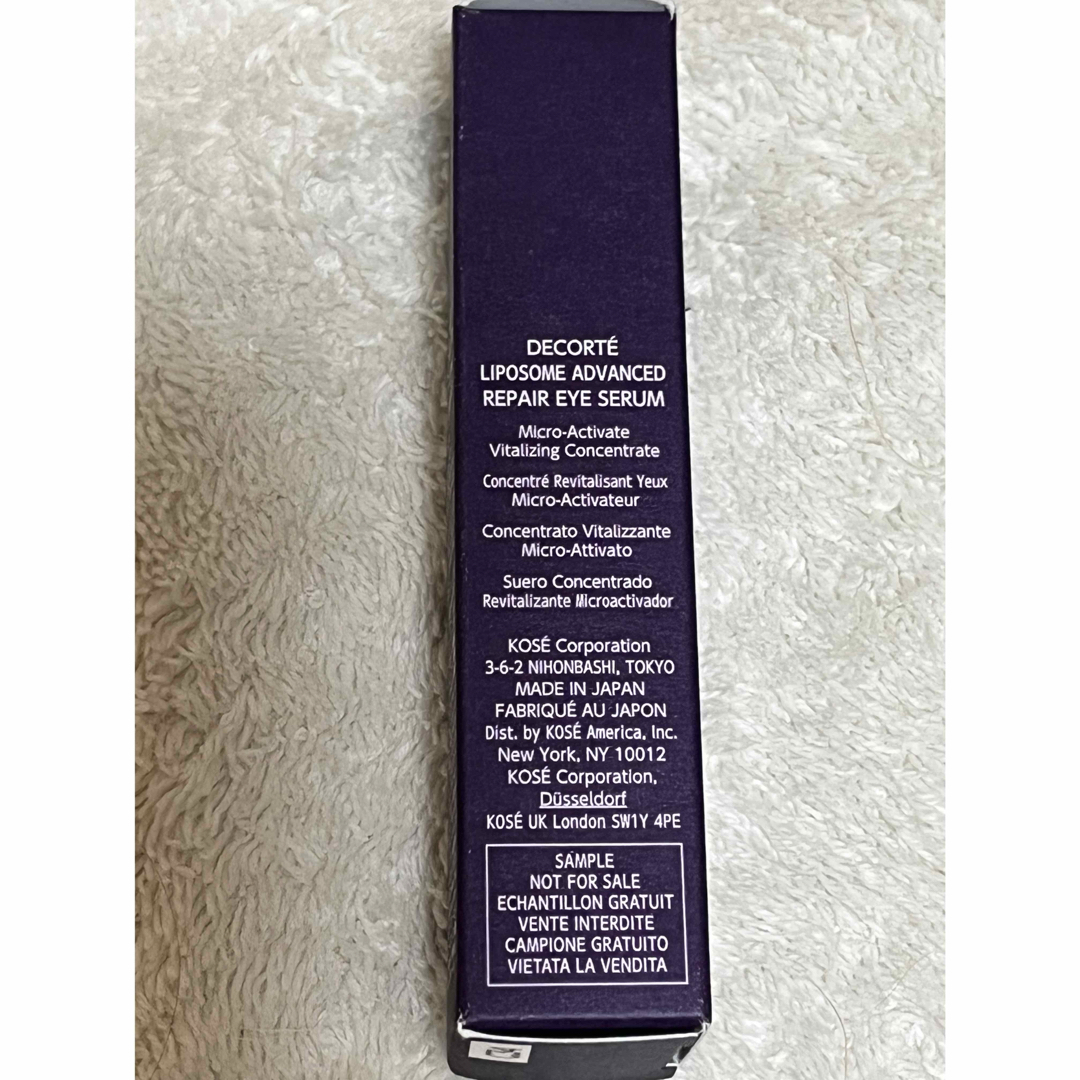 DECORTÉ
LIPOSOME ADVANCED
REPAIR EYE SERUM
Micro-Activate
Vitalizing Concentrate
Concentré Revitalisant Yeux
Micro-Activateur
Concentrato Vitalizzante
Micro-Attivato
Suero Concentrado
Revitalizante Microactivador
KOSÉ Corporation
3-6-2 NIHONBASHI, TOKYO
MADE IN JAPAN
FABRIQUÉ AU JAPON
Dist. by KOSÉ America, Inc.
New York, NY 10012
KOSÉ Corporation,
Düsseldorf
KOSÉ UK London SW1Y 4PE
SAMPLE
NOT FOR SALE
ECHANTILLON GRATUIT
VENTE INTERDITE
CAMPIONE GRATUITO
VIETATA LA VENDITA